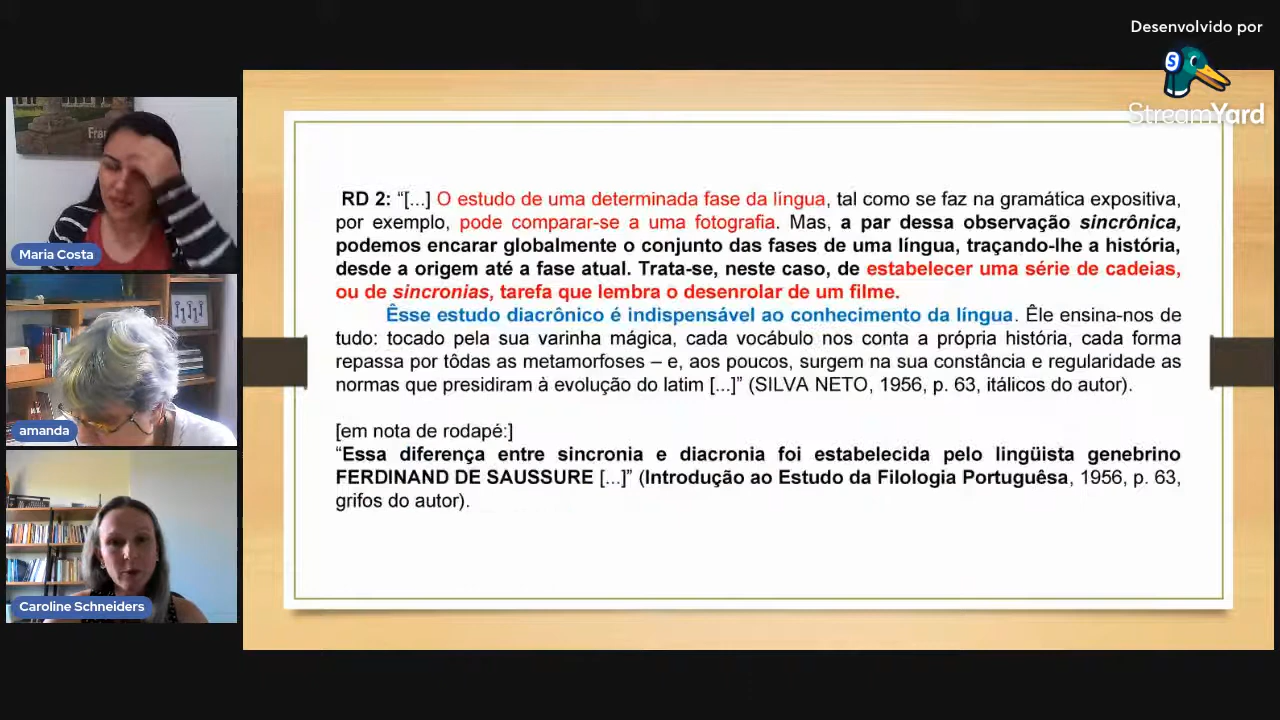 Desenvolvido por
S
StreamYard
Fran
Maria Costa
amanda
Caroline Schneiders
RD 2: “[...] O estudo de uma determinada fase da língua, tal como se faz na gramática expositiva,
por exemplo, pode comparar-se a uma fotografia. Mas, a par dessa observação sincrônica,
podemos encarar globalmente o conjunto das fases de uma língua, traçando-lhe a história,
desde a origem até a fase atual. Trata-se, neste caso, de estabelecer uma série de cadeias,
ou de sincronias, tarefa que lembra o desenrolar de um filme.
Êsse estudo diacrônico é indispensável ao conhecimento da língua. Êle ensina-nos de
tudo: tocado pela sua varinha mágica, cada vocábulo nos conta a própria história, cada forma
repassa por tôdas as metamorfoses – e, aos poucos, surgem na sua constância e regularidade as
normas que presidiram à evolução do latim [...]” (SILVA NETO, 1956, p. 63, itálicos do autor).
[em nota de rodapé:]
“Essa diferença entre sincronia e diacronia foi estabelecida pelo lingüista genebrino
FERDINAND DE SAUSSURE [...]” (Introdução ao Estudo da Filologia Portuguêsa, 1956, p. 63,
grifos do autor).